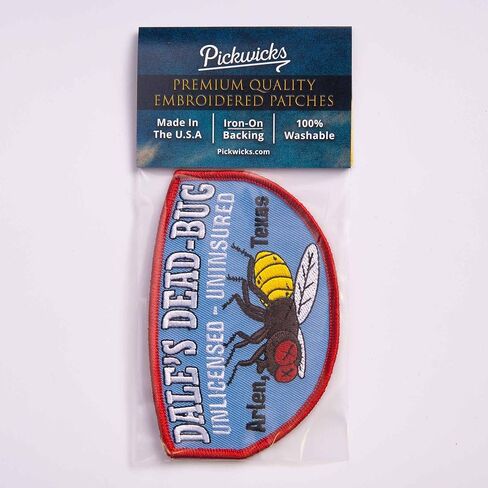 Pickwicks
PREMIUM QUALITY
EMBROIDERED PATCHES
Made In
The U.S.A
Iron-On
Backing
100%
Washable
Pickwicks.com
DALE'S DEAD-BUG
UNLICENSED - UNINSURED
Arlen, Texas